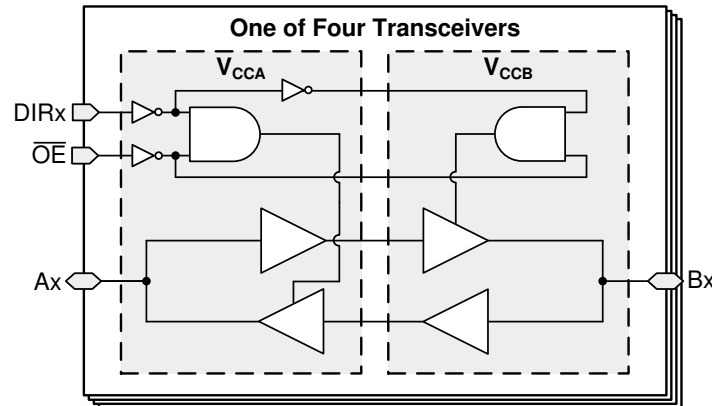 One of Four Transceivers
VCCA
VCCB
DIRx
OE
Ax
Bx